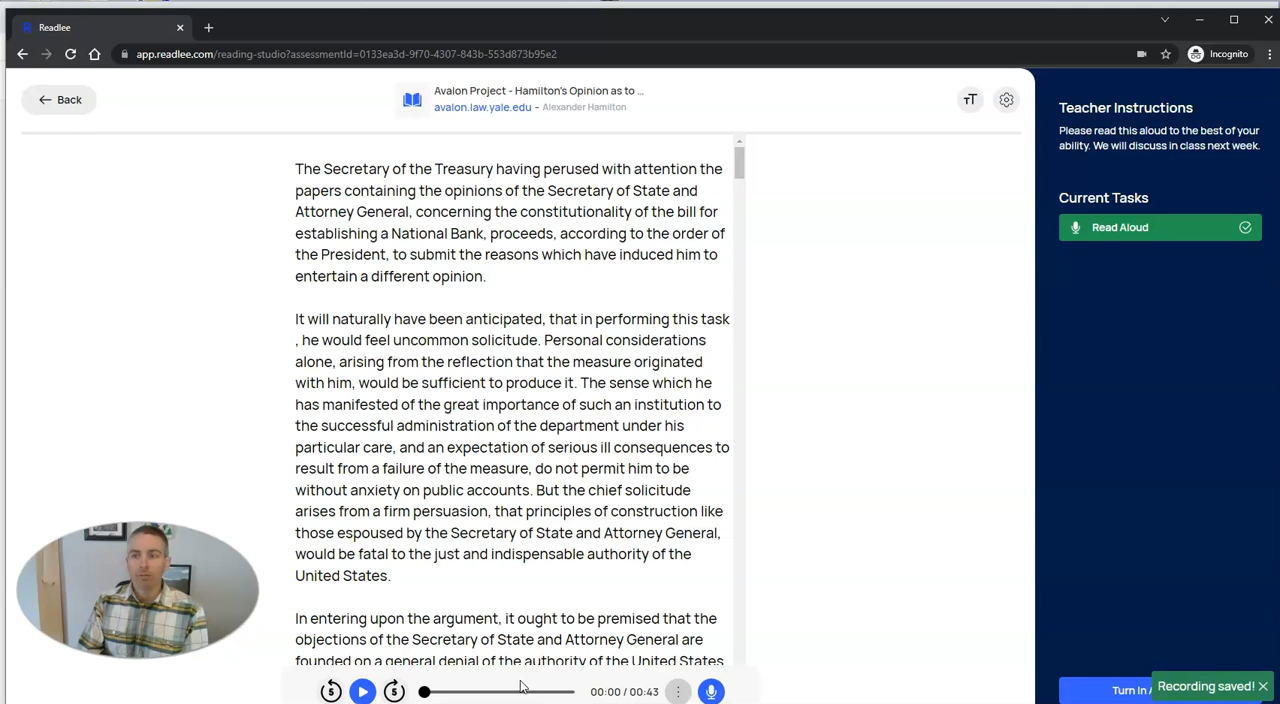 Readlee
app.readlee.com/reading-studio?assessmentId=0133ea3d-9f70-4307-843b-553d873b95e2
Incognito
Back
Avalon Project - Hamilton's Opinion as to ...
avalon.law.yale.edu - Alexander Hamilton
TT
The Secretary of the Treasury having perused with attention the
papers containing the opinions of the Secretary of State and
Attorney General, concerning the constitutionality of the bill for
establishing a National Bank, proceeds, according to the order of
the President, to submit the reasons which have induced him to
entertain a different opinion.
It will naturally have been anticipated, that in performing this task
, he would feel uncommon solicitude. Personal considerations
alone, arising from the reflection that the measure originated
with him, would be sufficient to produce it. The sense which he
has manifested of the great importance of such an institution to
the successful administration of the department under his
particular care, and an expectation of serious ill consequences to
result from a failure of the measure, do not permit him to be
without anxiety on public accounts. But the chief solicitude
arises from a firm persuasion, that principles of construction like
those espoused by the Secretary of State and Attorney General,
would be fatal to the just and indispensable authority of the
United States.
In entering upon the argument, it ought to be premised that the
objections of the Secretary of State and Attorney General are
founded on a general denial of the authority of the United States
5
5
00:00 / 00:43
Teacher Instructions
Please read this aloud to the best of your
ability. We will discuss in class next week.
Current Tasks
Read Aloud
Turn In
Recording saved!